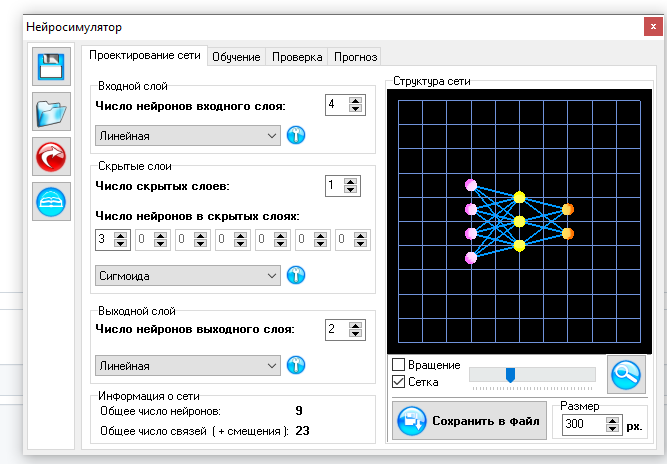 Нейросимулятор
Проектирование сети
Обучение
Проверка
Прогноз
Входной слой
Число нейронов входного слоя: 4
Линейная
Скрытые слои
Число скрытых слоев: 1
Число нейронов в скрытых слоях:
3 0 0 0 0 0 0
Сигмоида
Выходной слой
Число нейронов выходного слоя: 2
Линейная
Информация о сети
Общее число нейронов: 9
Общее число связей ( + смещения ): 23
Структура сети
Вращение
Сетка
Сохранить в файл
Размер
300 px.